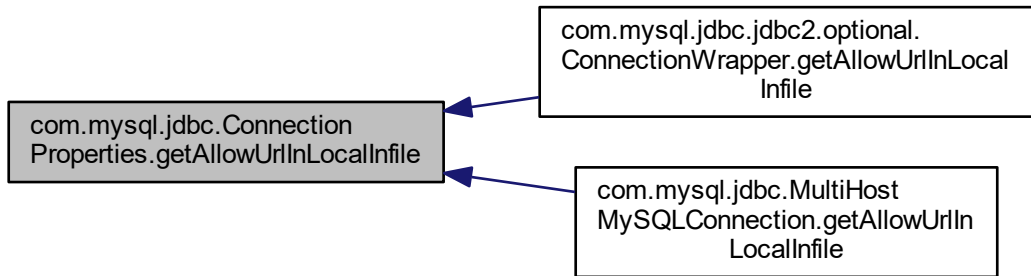 com.mysql.jdbc.jdbc2.optional.
ConnectionWrapper.getAllowUrlInLocal
Infile
com.mysql.jdbc.Connection
Properties.getAllowUrlInLocalInfile
com.mysql.jdbc.MultiHost
MySQLConnection.getAllowUrlIn
LocalInfile